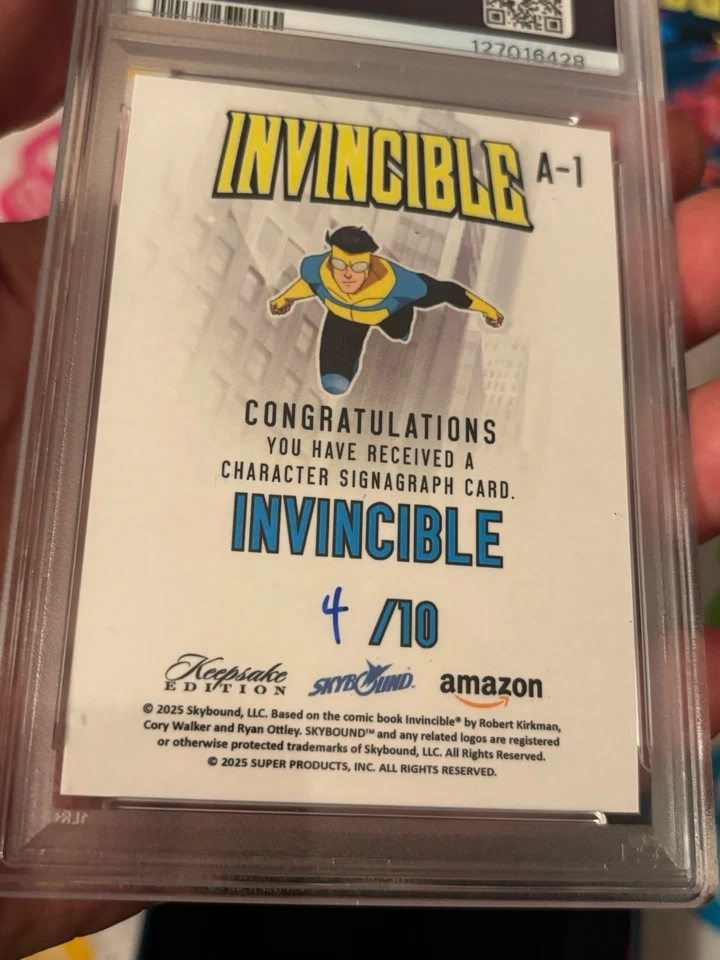 127016428
INVINCIBLE A-1
CONGRATULATIONS
YOU HAVE RECEIVED A
CHARACTER SIGNAGRAPH CARD.
INVINCIBLE
4 /10
Keepsake
EDITION
SKYBOUND
amazon
© 2025 Skybound, LLC. Based on the comic book Invincible® by Robert Kirkman,
Cory Walker and Ryan Ottley. SKYBOUND™ and any related logos are registered
or otherwise protected trademarks of Skybound, LLC. All Rights Reserved.
© 2025 SUPER PRODUCTS, INC. ALL RIGHTS RESERVED.